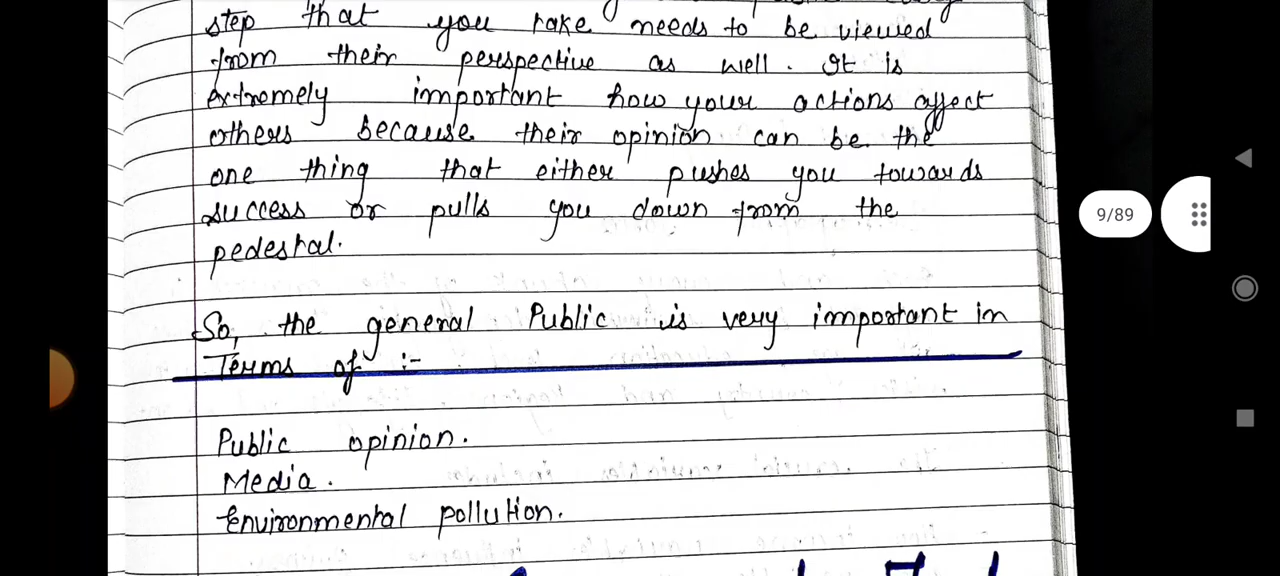 step that you take needs to be viewed
from their perspective as well. It is
extremely important how your actions affect
others because their opinion can be the
one thing that either pushes you towards
success or pulls you down from the
pedestal.
So, the general Public is very important in
Terms of :-
Public opinion.
Media.
Environmental pollution.
9/89